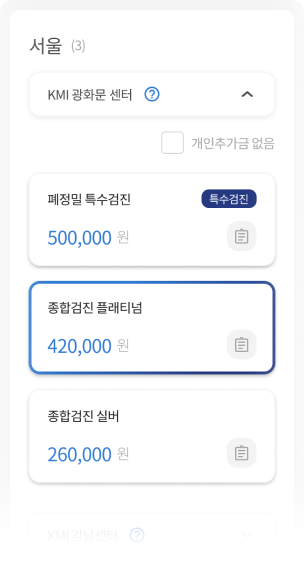 서울 (3)
KMI 광화문 센터
개인추가금 없음
폐정밀 특수검진 특수검진
500,000 원
종합검진 플래티넘
420,000 원
종합검진 실버
260,000 원
KMI 강남센터